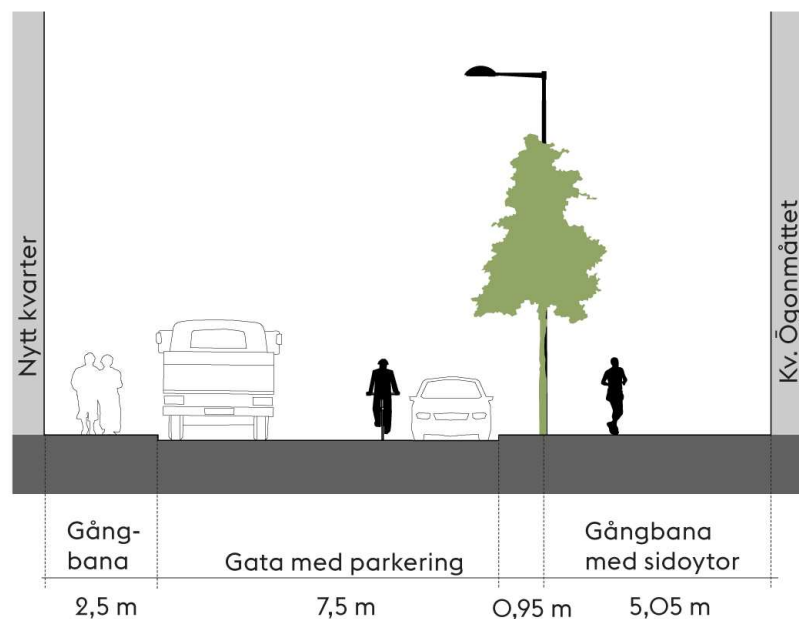 Nytt kvarter
Kv. Ögonmåttet
Gång-
bana
Gata med parkering
Gångbana
med sidoytor
2,5 m
7,5 m
0,95 m
5,05 m